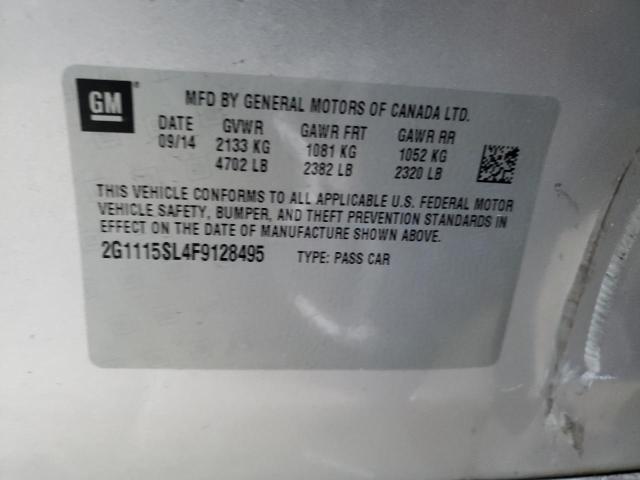 GM
MFD BY GENERAL MOTORS OF CANADA LTD.
DATE GVWR GAWR FRT GAWR RR
09/14 2133 KG 1081 KG 1052 KG
4702 LB 2382 LB 2320 LB
THIS VEHICLE CONFORMS TO ALL APPLICABLE U.S. FEDERAL MOTOR
VEHICLE SAFETY, BUMPER, AND THEFT PREVENTION STANDARDS IN
EFFECT ON THE DATE OF MANUFACTURE SHOWN ABOVE.
2G1115SL4F9128495 TYPE: PASS CAR